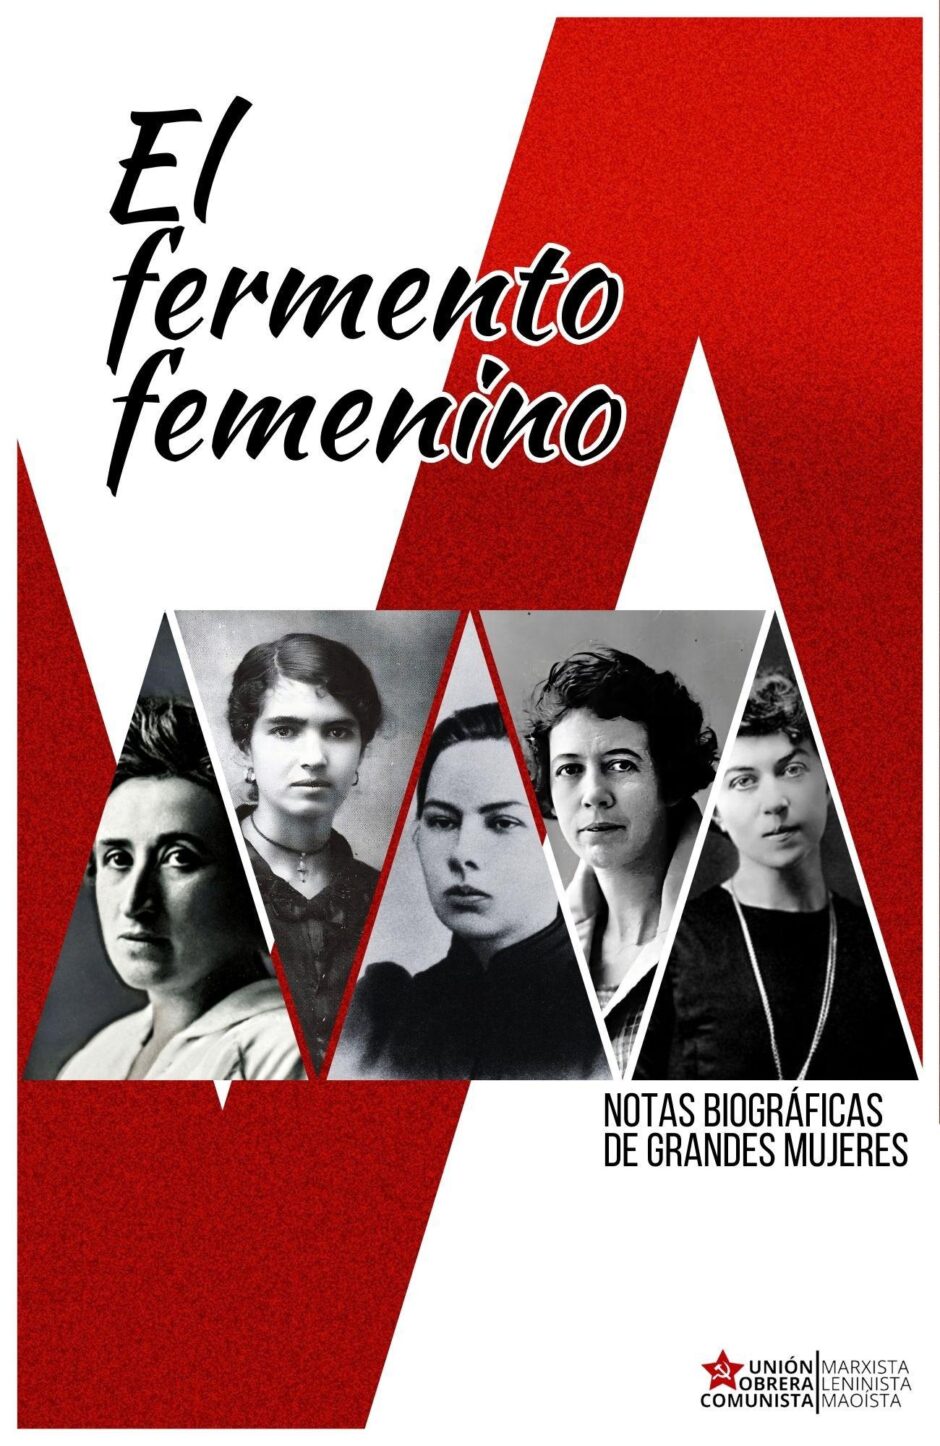 El
fermento
femenino
NOTAS BIOGRÁFICAS
DE GRANDES MUJERES
UNIÓN MARXISTA
OBRERA LENINISTA
COMUNISTA MAOÍSTA